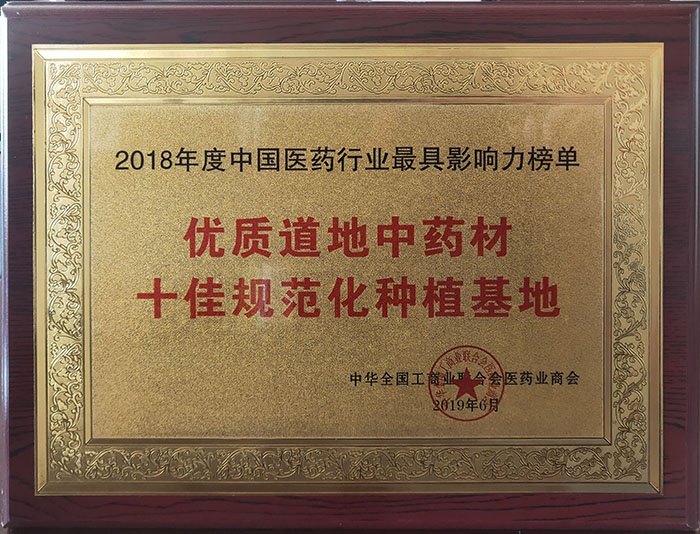 2018年度中国医药行业最具影响力榜单
优质道地中药材
十佳规范化种植基地
中华全国工商业联合会医药业商会
2019年6月